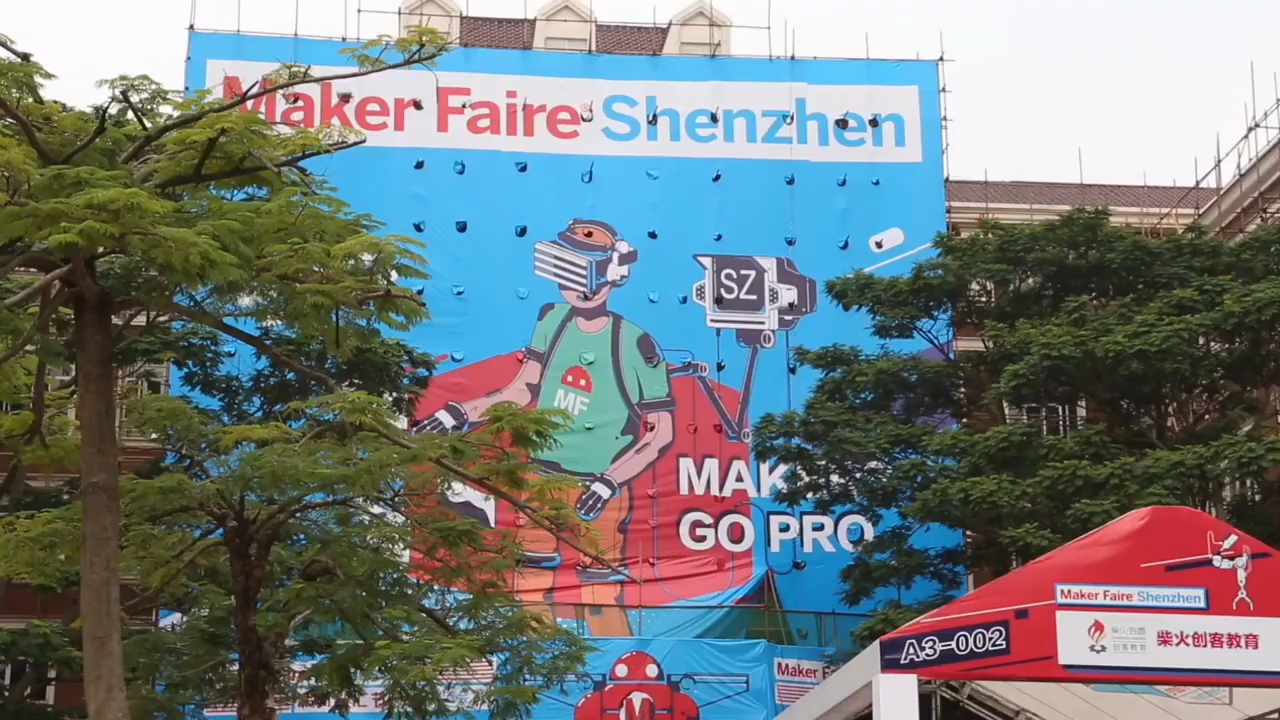 Maker Faire® Shenzhen
SZ
MF
GO PRO
Maker Faire Shenzhen
A3-002
柴火创客教育
Maker Faire
M